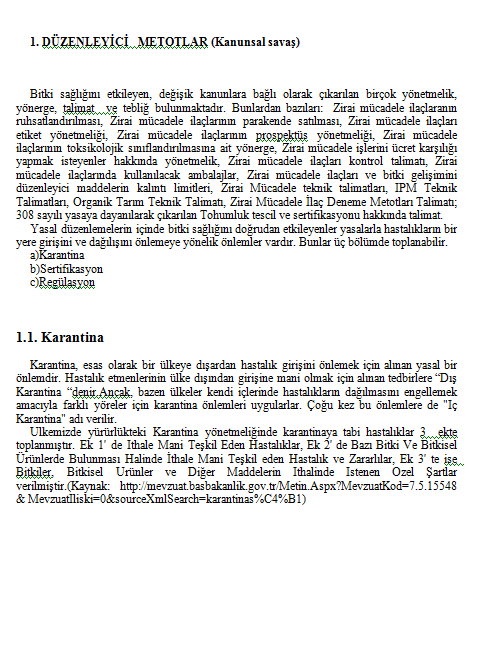 1. DÜZENLEYİCİ METOTLAR (Kanunsal savaş)
Bitki sağlığını etkileyen, değişik kanunlara bağlı olarak çıkarılan birçok yönetmelik,
yönerge, talimat ve tebliğ bulunmaktadır. Bunlardan bazıları: Zirai mücadele ilaçlaranın
ruhsatlandırılması, Zirai mücadele ilaçlarının parakende satılması, Zirai mücadele ilaçları
etiket yönetmeliği, Zirai mücadele ilaçlarının prospektüs yönetmeliği, Zirai mücadele
ilaçlarının toksikolojik sınıflandırılmasına ait yönerge, Zirai mücadele işlerini ücret karşılığı
yapmak isteyenler hakkında yönetmelik, Zirai mücadele ilaçları kontrol talimatı, Zirai
mücadele ilaçlarında kullanılacak ambalajlar, Zirai mücadele ilaçları ve bitki gelişimini
düzenleyici maddelerin kalıntı limitleri, Zirai Mücadele teknik talimatları, IPM Teknik
Talimatları, Organik Tarım Teknik Talimatı, Zirai Mücadele İlaç Deneme Metotları Talimatı;
308 sayılı yasaya dayanılarak çıkarılan Tohumluk tescil ve sertifikasyonu hakkında talimat.
Yasal düzenlemelerin içinde bitki sağlığını doğrudan etkileyenler yasalarla hastalıkların bir
yere girişini ve dağılışını önlemeye yönelik önlemler vardır. Bunlar üç bölümde toplanabilir.
a)Karantina
b)Sertifikasyon
c)Regülasyon
1.1. Karantina
Karantina, esas olarak bir ülkeye dışardan hastalık girişini önlemek için alınan yasal bir
önlemdir. Hastalık etmenlerinin ülke dışından girişine mani olmak için alınan tedbirlere “Dış
Karantina “denir.Ancak, bazen ülkeler kendi içlerinde hastalıkların dağılmasını engellemek
amacıyla farklı yöreler için karantina önlemleri uygularlar. Çoğu kez bu önlemlere de "İç
Karantina" adı verilir.
Ülkemizde yürürlükteki Karantina yönetmeliğinde karantinaya tabi hastalıklar 3 ekte
toplanmıştır. Ek 1' de İthale Mani Teşkil Eden Hastalıklar, Ek 2' de Bazı Bitki Ve Bitkisel
Ürünlerde Bulunması Halinde İthale Mani Teşkil eden Hastalık ve Zararlılar, Ek 3' te ise
Bitkiler, Bitkisel Ürünler ve Diğer Maddelerin İthalinde İstenen Özel Şartlar
verilmiştir.(Kaynak: http://mevzuat.basbakanlik.gov.tr/Metin.Aspx?MevzuatKod=7.5.15548
& MevzuatIliski=0&sourceXmlSearch=karantinas%C4%B1)